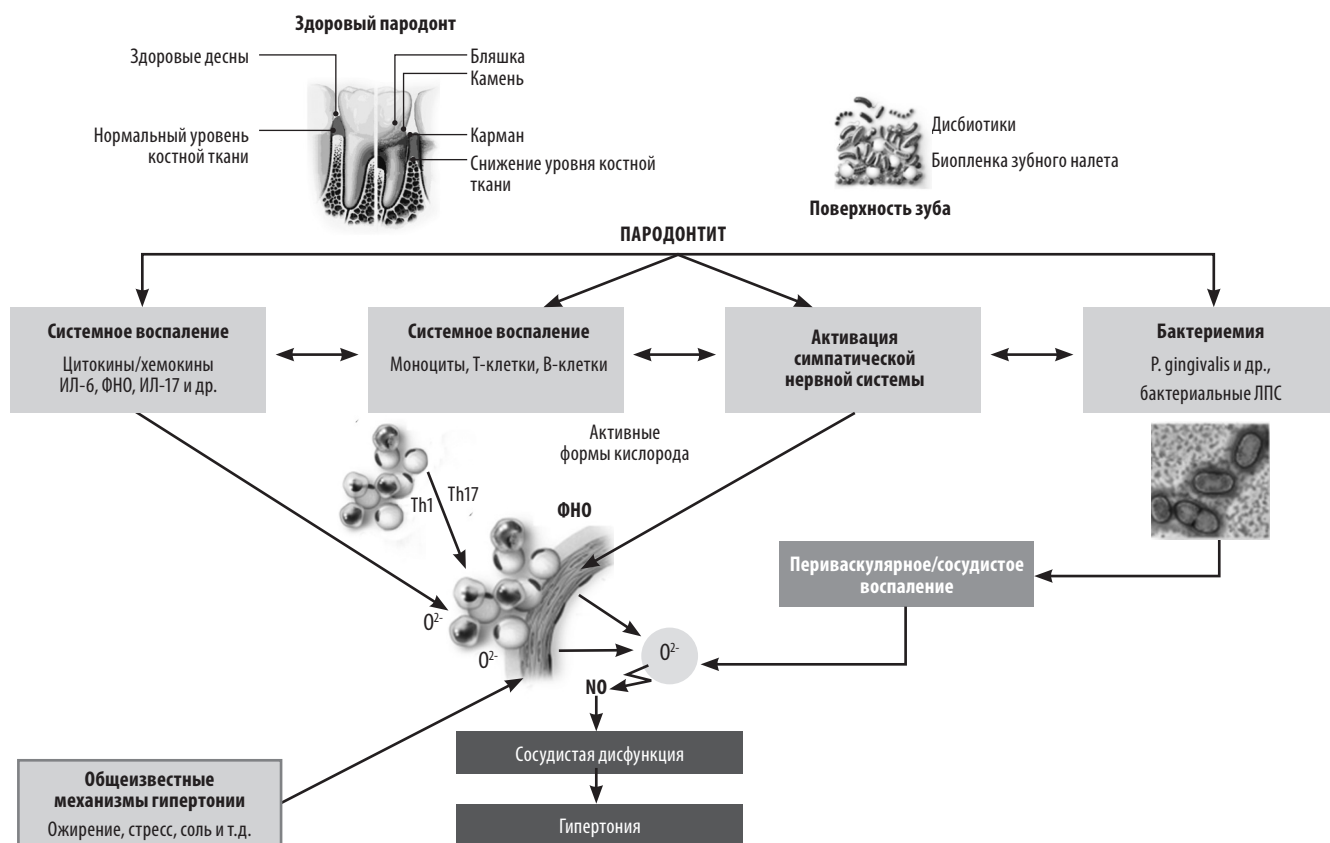 Здоровый пародонт
Здоровые десны
Нормальный уровень
костной ткани
Бляшка
Камень
Карман
Снижение уровня костной
ткани
Дисбиотики
Биопленка зубного налета
Поверхность зуба
ПАРОДОНТИТ
Системное воспаление
Цитокины/хемокины
ИЛ-6, ФНО, ИЛ-17 и др.
Системное воспаление
Моноциты, Т-клетки, В-клетки
Активация
симпатической
нервной системы
Бактериемия
P. gingivalis и др.,
бактериальные ЛПС
Активные
формы кислорода
Th1
Th17
ФНО
Периваскулярное/сосудистое
воспаление
O²⁻
O²⁻
O²⁻
NO
Сосудистая дисфункция
Общеизвестные
механизмы гипертонии
Ожирение, стресс, соль и т.д.
Гипертония